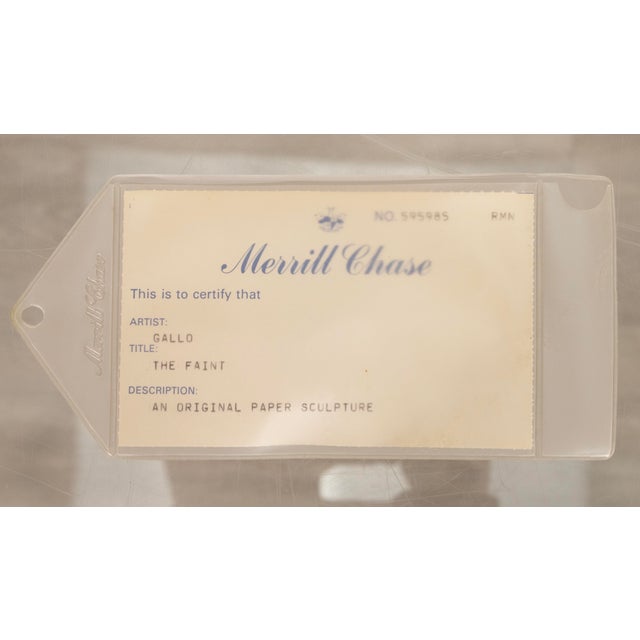 NO. 595985 RMN
Merrill Chase
This is to certify that
ARTIST:
GALLO
TITLE:
THE FAINT
DESCRIPTION:
AN ORIGINAL PAPER SCULPTURE
Merrill Chase